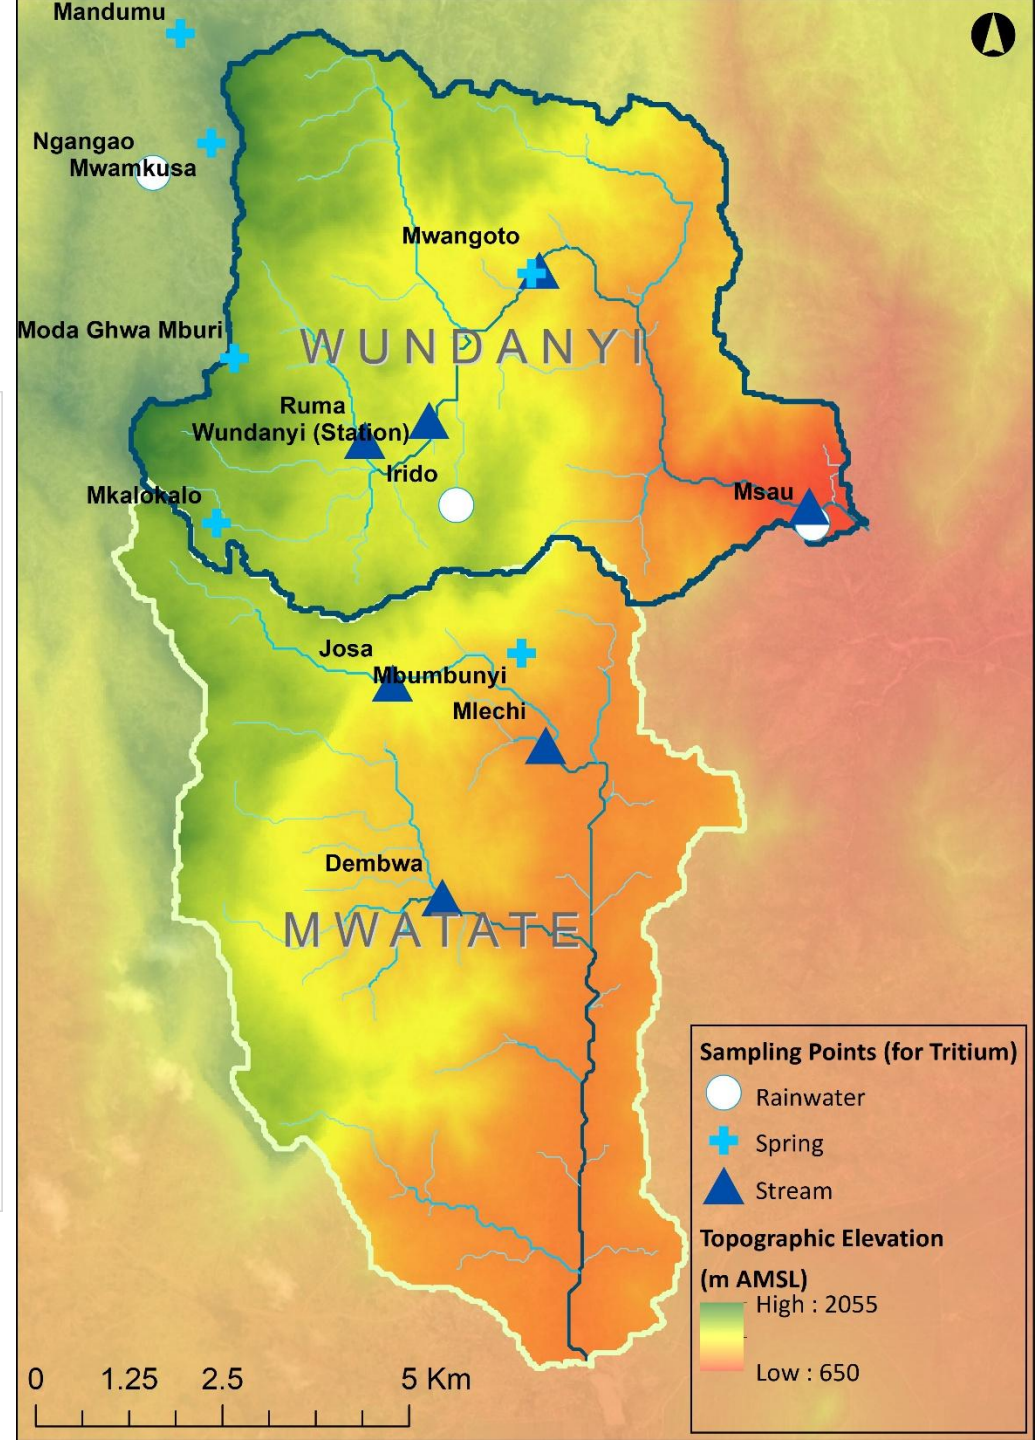 Mandumu
Ngangao
Mwamkusa
Mwangoto
Moda Ghwa Mburi
WUNDANYI
Ruma
Wundanyi (Station)
Irido
Mkalokalo
Msau
Josa
Mbumbunyi
Mlechi
Dembwa
MWATATE
Sampling Points (for Tritium)
Rainwater
Spring
Stream
Topographic Elevation
(m AMSL)
High : 2055
Low : 650
0 1.25 2.5 5 Km